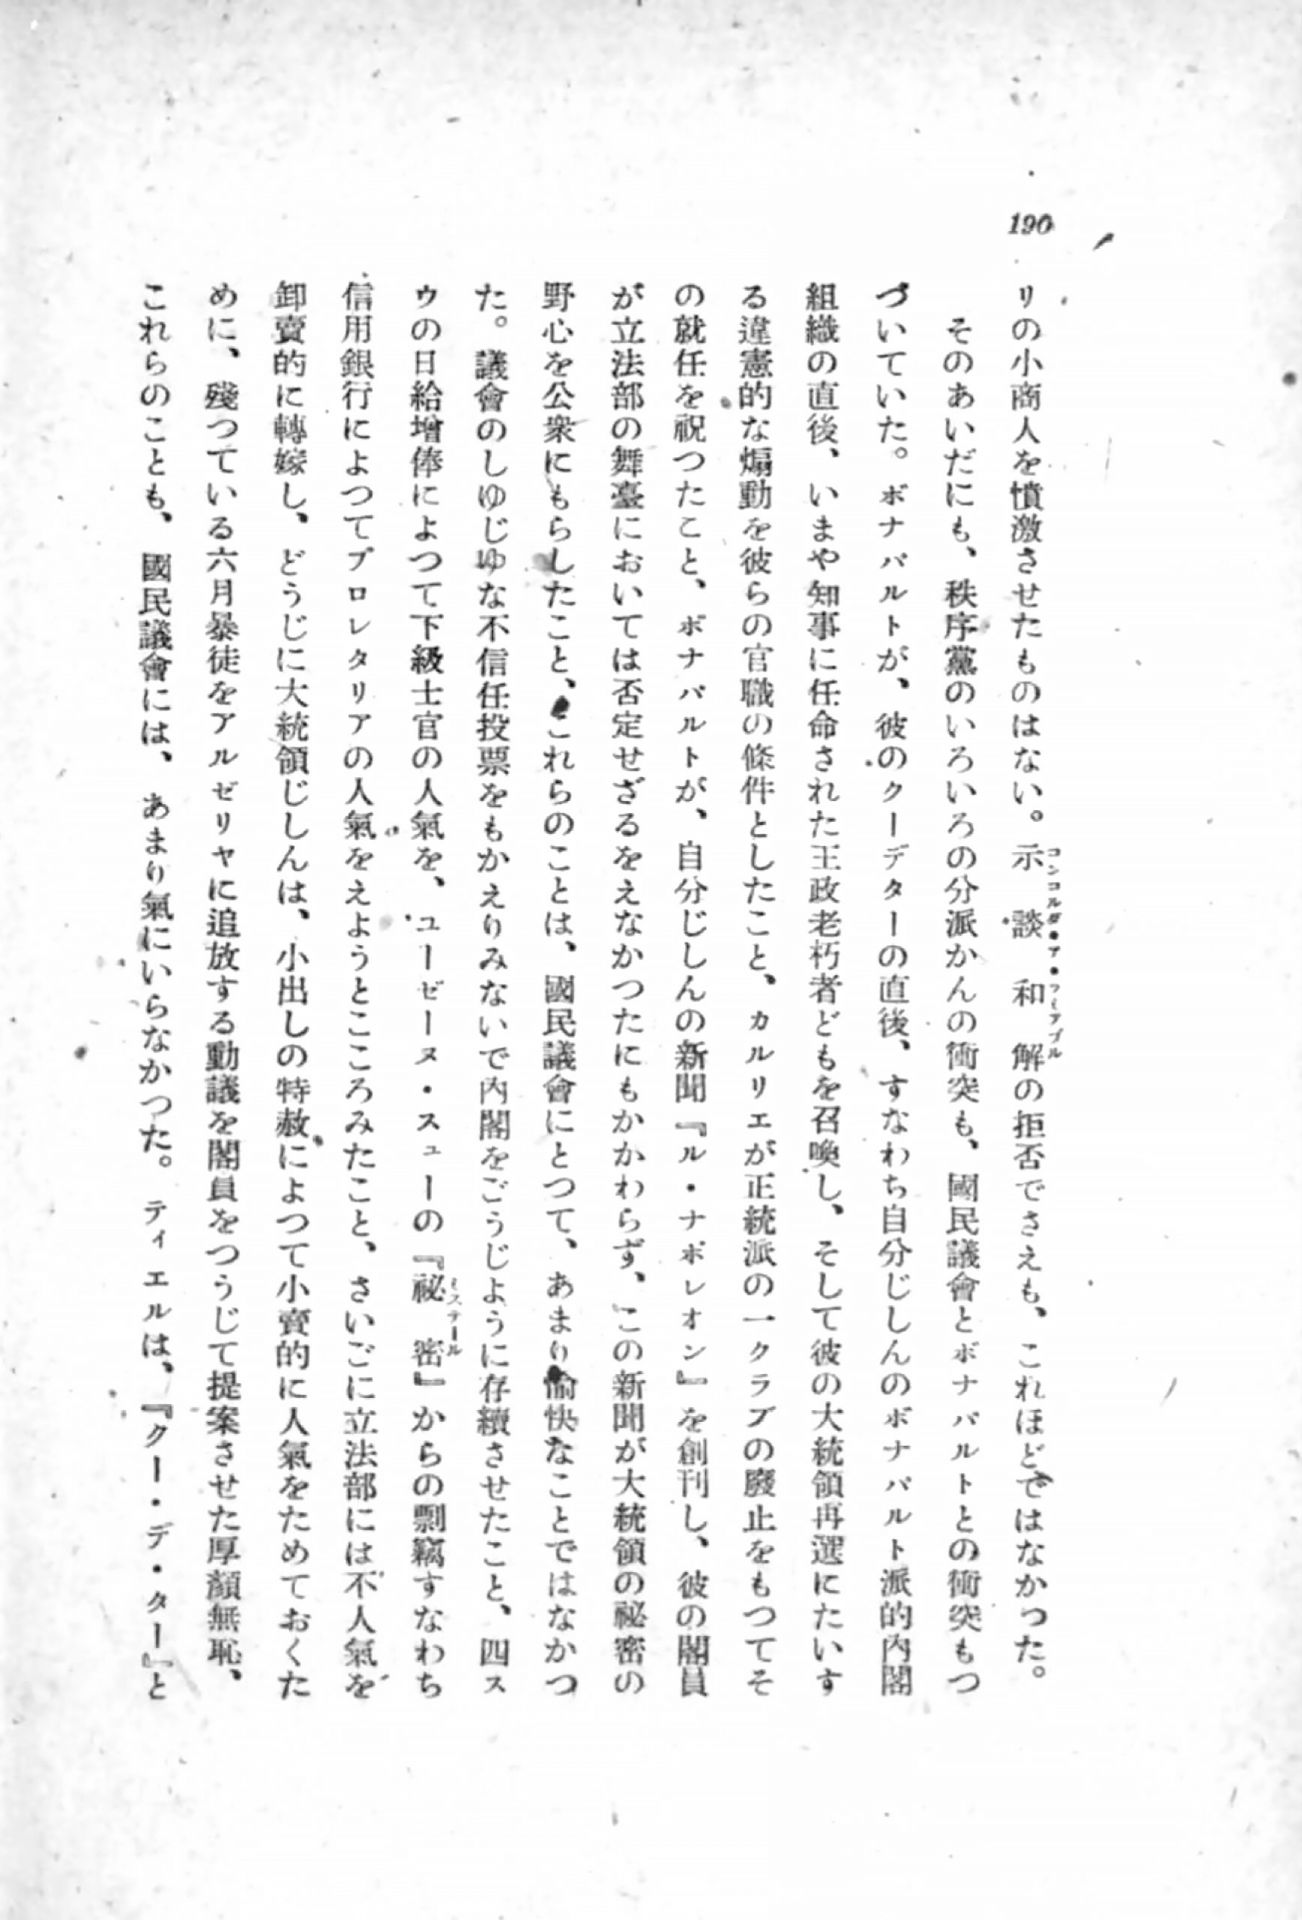 190
リの小商人を憤激させたものはない。示談和解の拒否でさえも、これほどではなかつた。
コンコルダ・ア・ラミアブル
そのあいだにも、秩序黨のいろいろの分派かんの衝突も、國民議會とボナパルトとの衝突もつ
づいていた。ボナパルトが、彼のクーデターの直後、すなわち自分じしんのボナパルト派的內閣
組織の直後、いまや知事に任命された王政老朽者どもを召喚し、そして彼の大統領再選にたいす
る違憲的な煽動を彼らの官職の條件としたこと、カルリエが正統派の一クラブの廢止をもつてそ
の就任を祝つたこと、ボナパルトが、自分じしんの新聞『ル・ナポレオン』を創刊し、彼の閣員
が立法部の舞臺においては否定せざるをえなかつたにもかかわらず、この新聞が大統領の祕密の
野心を公衆にもらしたこと、これらのことは、國民議會にとつて、あまり愉快なことではなかつ
た。議會のしゆじゆな不信任投票をもかえりみないで內閣をごうじように存續させたこと、四ス
ウの日給增俸によつて下級士官の人氣を、ユーゼーヌ・スューの『祕密』からの剽竊すなわち
ミステール
信用銀行によつてプロレタリアの人氣をえようとこころみたこと、さいごに立法部には不人氣を
卸賣的に轉嫁し、どうじに大統領じしんは、小出しの特赦によつて小賣的に人氣をためておくた
めに、殘つている六月暴徒をアルゼリヤに追放する動議を閣員をつうじて提案させた厚顏無恥、
これらのことも、國民議會には、あまり氣にいらなかつた。ティエルは、『クー・デ・ター』と